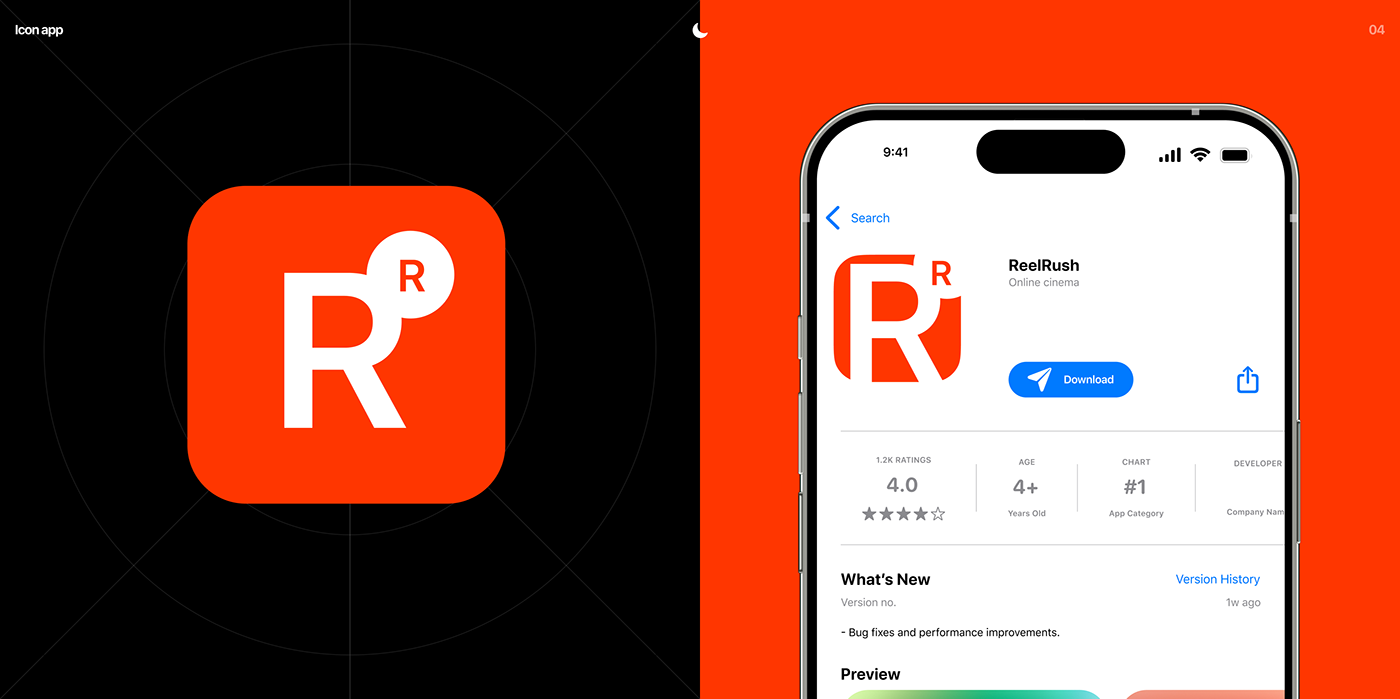 Icon app
04
R
R
9:41
Search
R
R
ReelRush
Online cinema
Download
1.2K RATINGS
4.0
AGE
4+
Years Old
CHART
#1
App Category
DEVELOPER
Company Nam
What’s New
Version History
Version no.
1w ago
- Bug fixes and performance improvements.
Preview